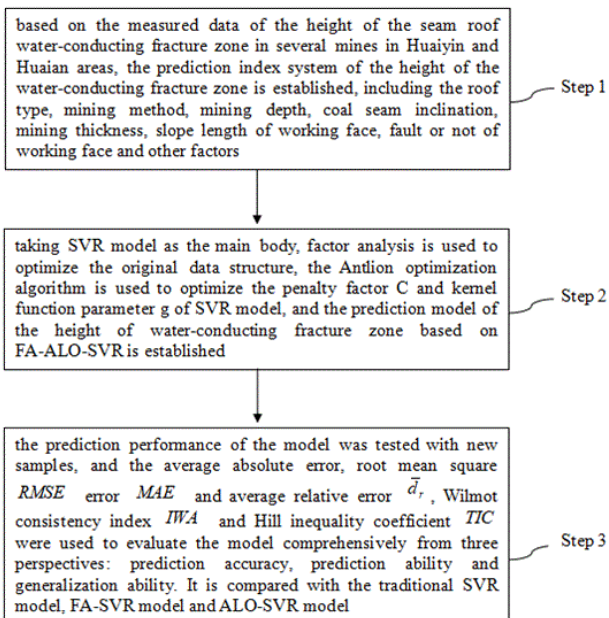 based on the measured data of the height of the seam roof
water-conducting fracture zone in several mines in Huaiyin and
Huaian areas, the prediction index system of the height of the
water-conducting fracture zone is established, including the roof
type, mining method, mining depth, coal seam inclination,
mining thickness, slope length of working face, fault or not of
working face and other factors
Step 1
taking SVR model as the main body, factor analysis is used to
optimize the original data structure, the Antlion optimization
algorithm is used to optimize the penalty factor C and kernel
function parameter g of SVR model, and the prediction model of
the height of water-conducting fracture zone based on
FA-ALO-SVR is established
Step 2
the prediction performance of the model was tested with new
samples, and the average absolute error, root mean square
RMSE error MAE and average relative error d̄ᵣ, Wilmot
consistency index IWA and Hill inequality coefficient TIC
were used to evaluate the model comprehensively from three
perspectives: prediction accuracy, prediction ability and
generalization ability. It is compared with the traditional SVR
model, FA-SVR model and ALO-SVR model
Step 3